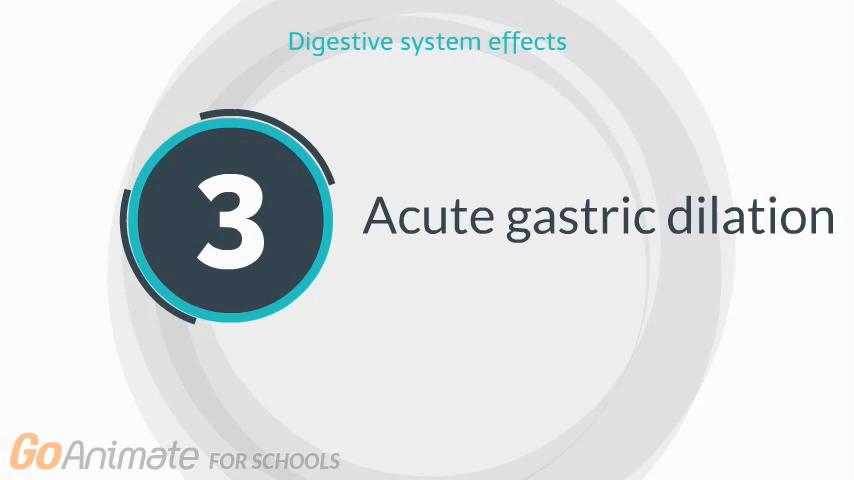 Digestive system effects
3
Acute gastric dilation
GoAnimate FOR SCHOOLS